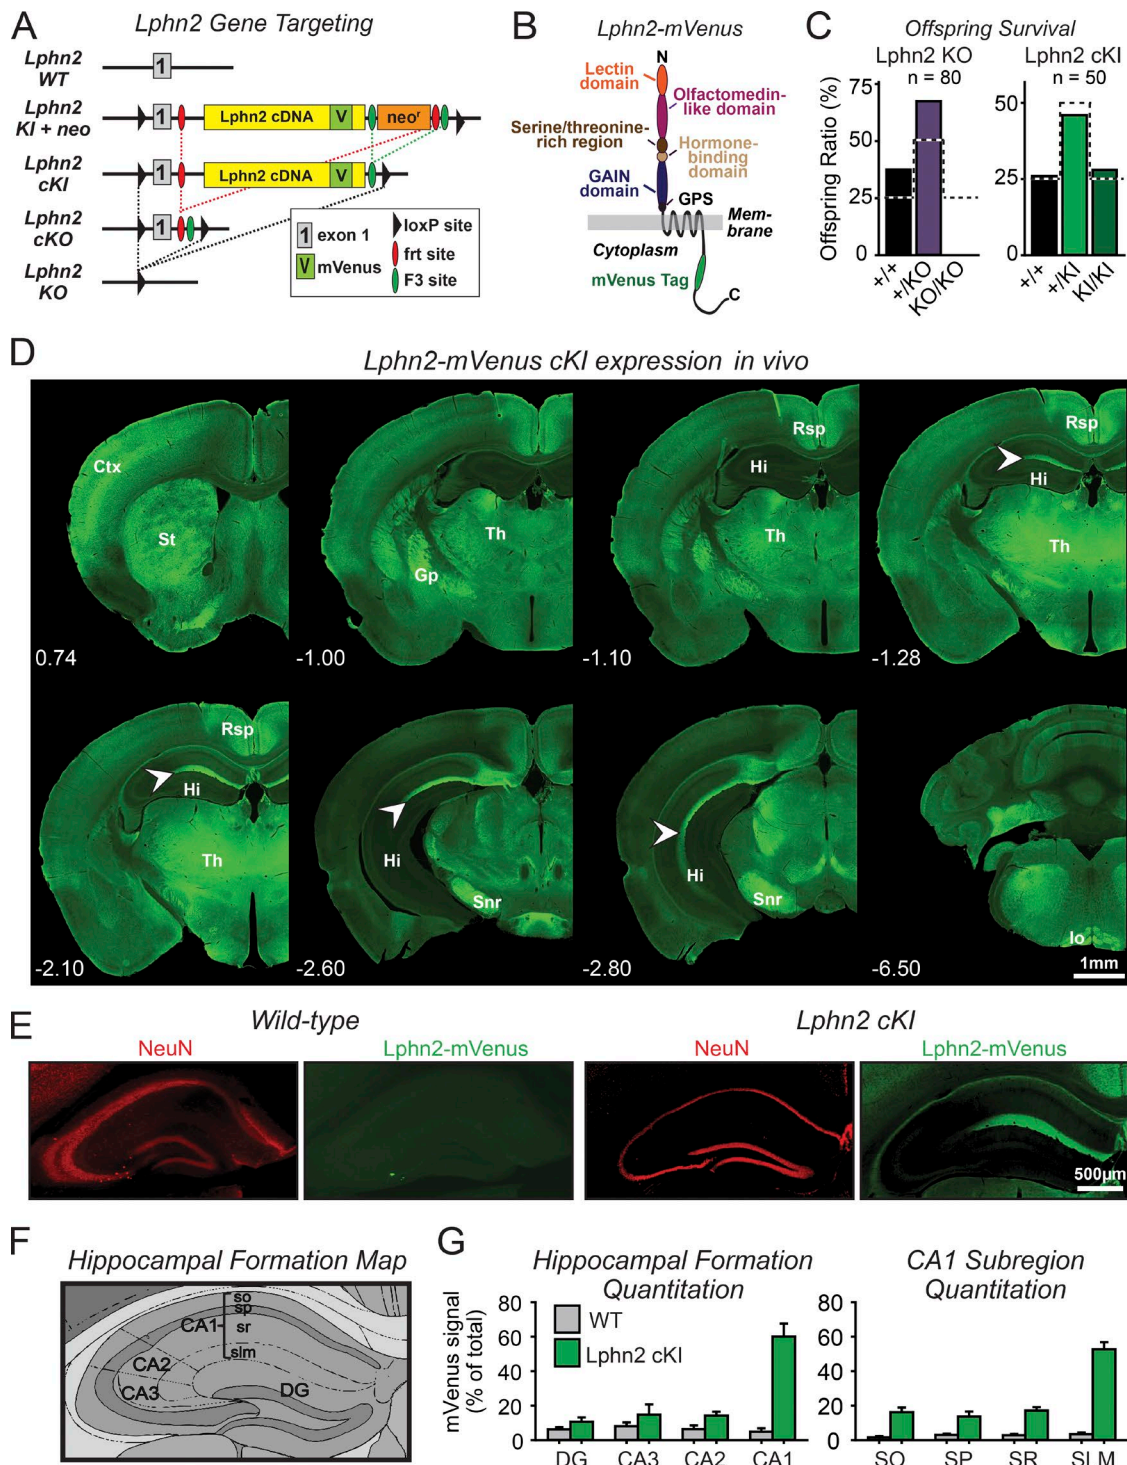 A
Lphn2 Gene Targeting
Lphn2
WT
1
Lphn2
KI + neo
1
Lphn2 cDNA
V
neoʳ
Lphn2
cKI
1
Lphn2 cDNA
V
Lphn2
cKO
1
Lphn2
KO
1 exon 1
V mVenus
loxP site
frt site
F3 site
B
Lphn2-mVenus
N
Lectin
domain
Olfactomedin-
like domain
Serine/threonine-
rich region
Hormone-
binding
domain
GAIN
domain
GPS
Mem-
brane
Cytoplasm
mVenus Tag
C
C
Offspring Survival
Lphn2 KO
n = 80
Offspring Ratio (%)
75
50
25
0
+/+
+/KO
KO/KO
Lphn2 cKI
n = 50
50
25
0
+/+
+/KI
KI/KI
D
Lphn2-mVenus cKI expression in vivo
Ctx
St
0.74
Th
Gp
-1.00
Rsp
Hi
Th
-1.10
Rsp
Hi
Th
-1.28
Rsp
Hi
Th
-2.10
Hi
Snr
-2.60
Hi
Snr
-2.80
Io
-6.50
1mm
E
Wild-type
Lphn2 cKI
NeuN
Lphn2-mVenus
NeuN
Lphn2-mVenus
500µm
F
Hippocampal Formation Map
so
sp
CA1
sr
slm
CA2
CA3
DG
G
Hippocampal Formation
Quantitation
mVenus signal
(% of total)
80
60
40
20
0
WT
Lphn2 cKI
DG CA3 CA2 CA1
CA1 Subregion
Quantitation
80
60
40
20
0
SO SP SR SLM